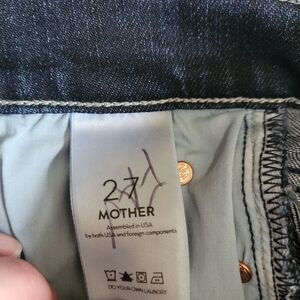 27
MOTHER
Assembled in USA
by both USA and foreign components
DO YOUR OWN LAUNDRY